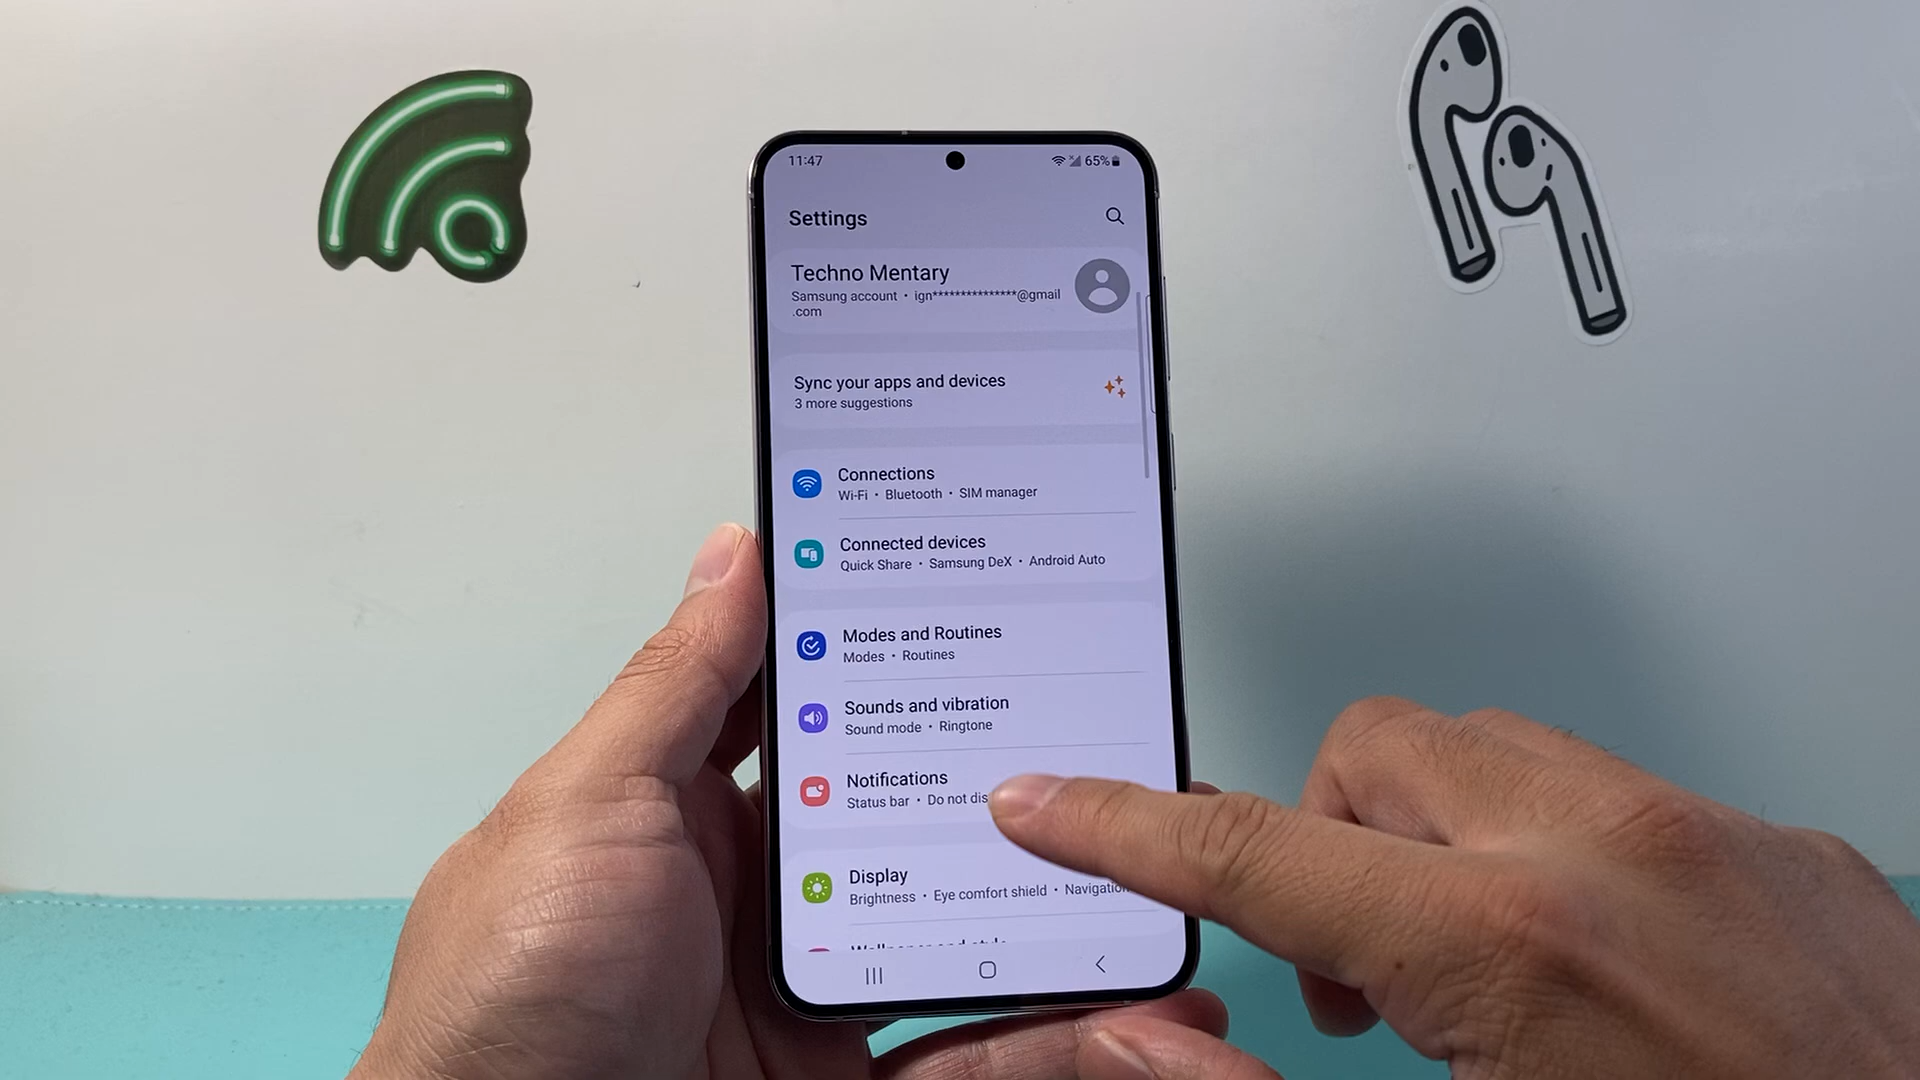 11:47
65%
Settings
Techno Mentary
Samsung account • ign***************@gmail
.com
Sync your apps and devices
3 more suggestions
Connections
Wi-Fi • Bluetooth • SIM manager
Connected devices
Quick Share • Samsung DeX • Android Auto
Modes and Routines
Modes • Routines
Sounds and vibration
Sound mode • Ringtone
Notifications
Status bar • Do not dis
Display
Brightness • Eye comfort shield • Navigation